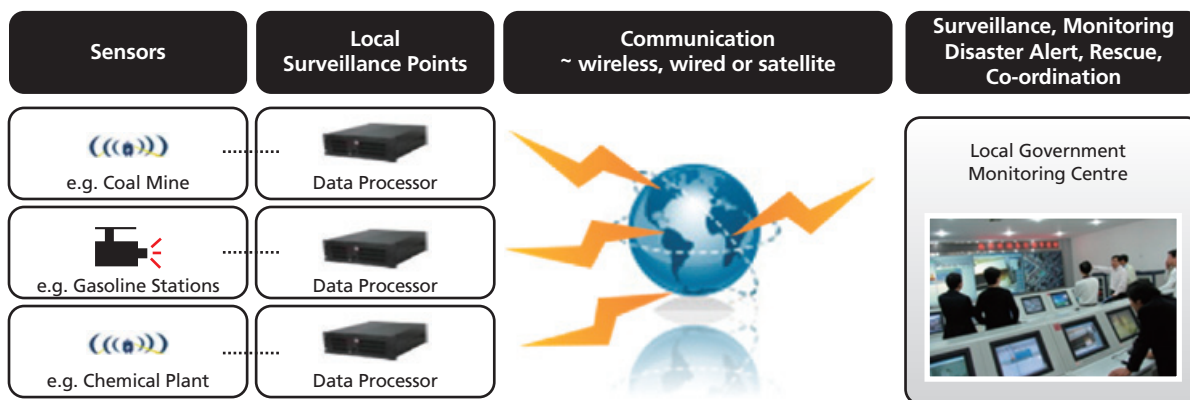 Sensors
Local
Surveillance Points
Communication
~ wireless, wired or satellite
Surveillance, Monitoring
Disaster Alert, Rescue,
Co-ordination
e.g. Coal Mine
Data Processor
e.g. Gasoline Stations
Data Processor
e.g. Chemical Plant
Data Processor
Local Government
Monitoring Centre